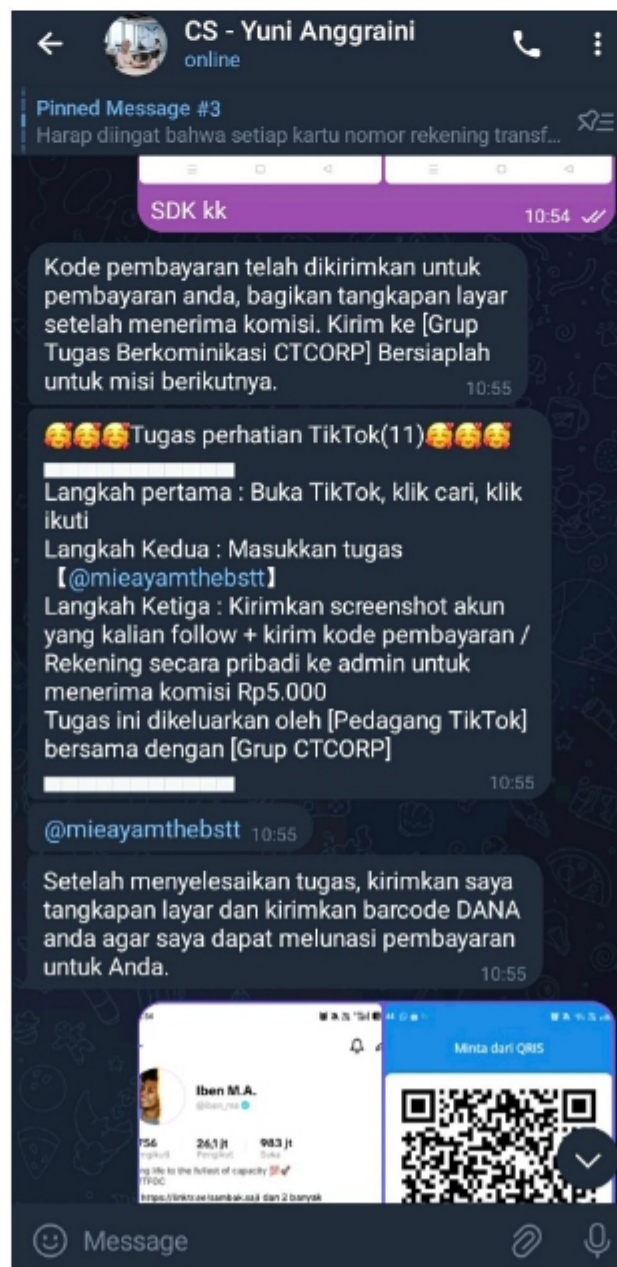 CS - Yuni Anggraini
online
Pinned Message #3
Harap diingat bahwa setiap kartu nomor rekening transf...
SDK kk
10:54
Kode pembayaran telah dikirimkan untuk
pembayaran anda, bagikan tangkapan layar
setelah menerima komisi. Kirim ke [Grup
Tugas Berkominikasi CTCORP] Bersiaplah
untuk misi berikutnya.
10:55
🥰🥰🥰Tugas perhatian TikTok(11)🥰🥰🥰
Langkah pertama : Buka TikTok, klik cari, klik
ikuti
Langkah Kedua : Masukkan tugas
【@mieayamthebstt】
Langkah Ketiga : Kirimkan screenshot akun
yang kalian follow + kirim kode pembayaran /
Rekening secara pribadi ke admin untuk
menerima komisi Rp5.000
Tugas ini dikeluarkan oleh [Pedagang TikTok]
bersama dengan [Grup CTCORP]
10:55
@mieayamthebstt 10:55
Setelah menyelesaikan tugas, kirimkan saya
tangkapan layar dan kirimkan barcode DANA
anda agar saya dapat melunasi pembayaran
untuk Anda.
10:55
Iben M.A.
26,1 jt
983 jt
Pengikut
Suka
Minta dari QRIS
Message